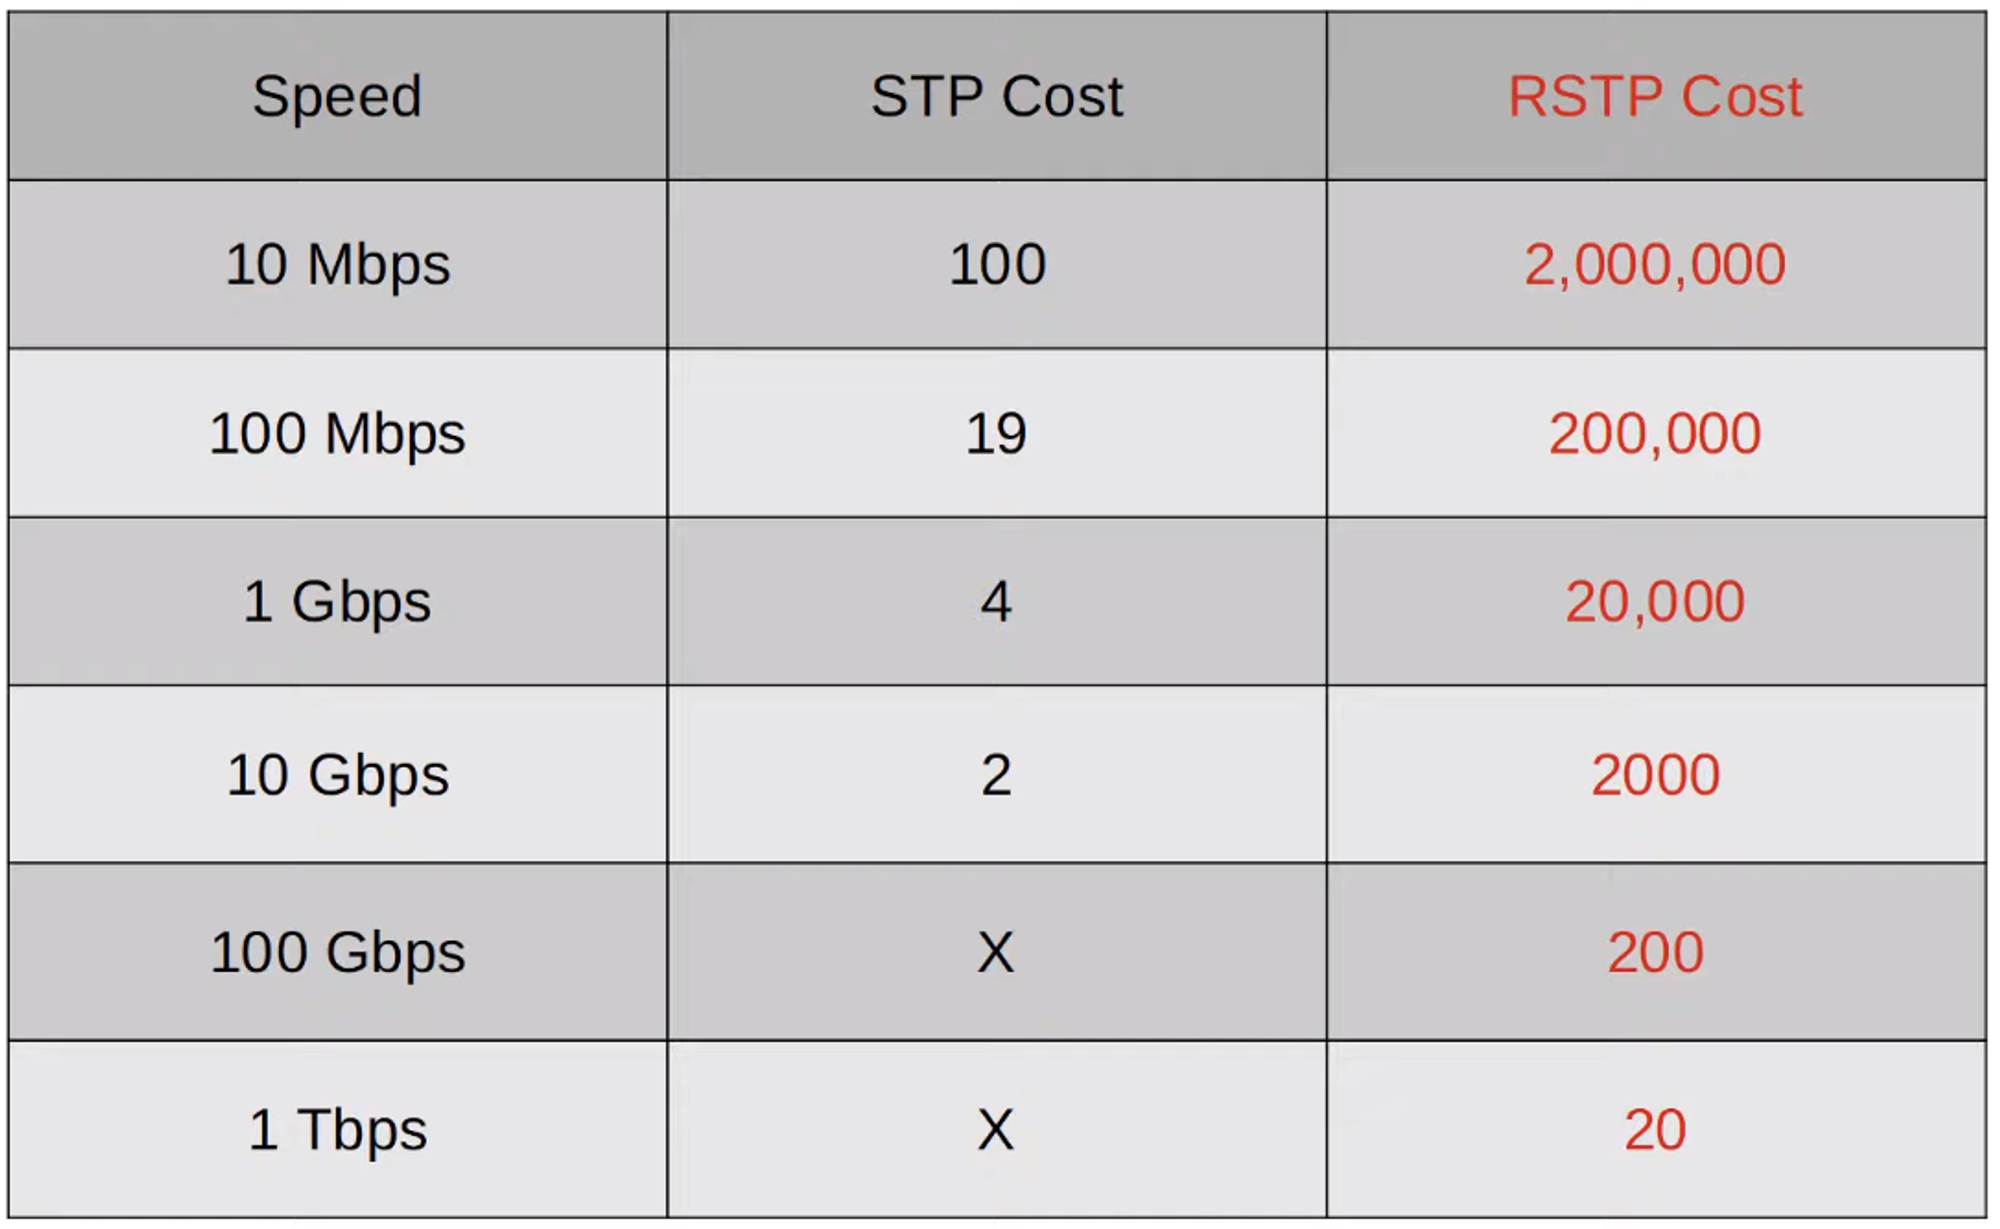 Speed STP Cost RSTP Cost
10 Mbps 100 2,000,000
100 Mbps 19 200,000
1 Gbps 4 20,000
10 Gbps 2 2000
100 Gbps X 200
1 Tbps X 20